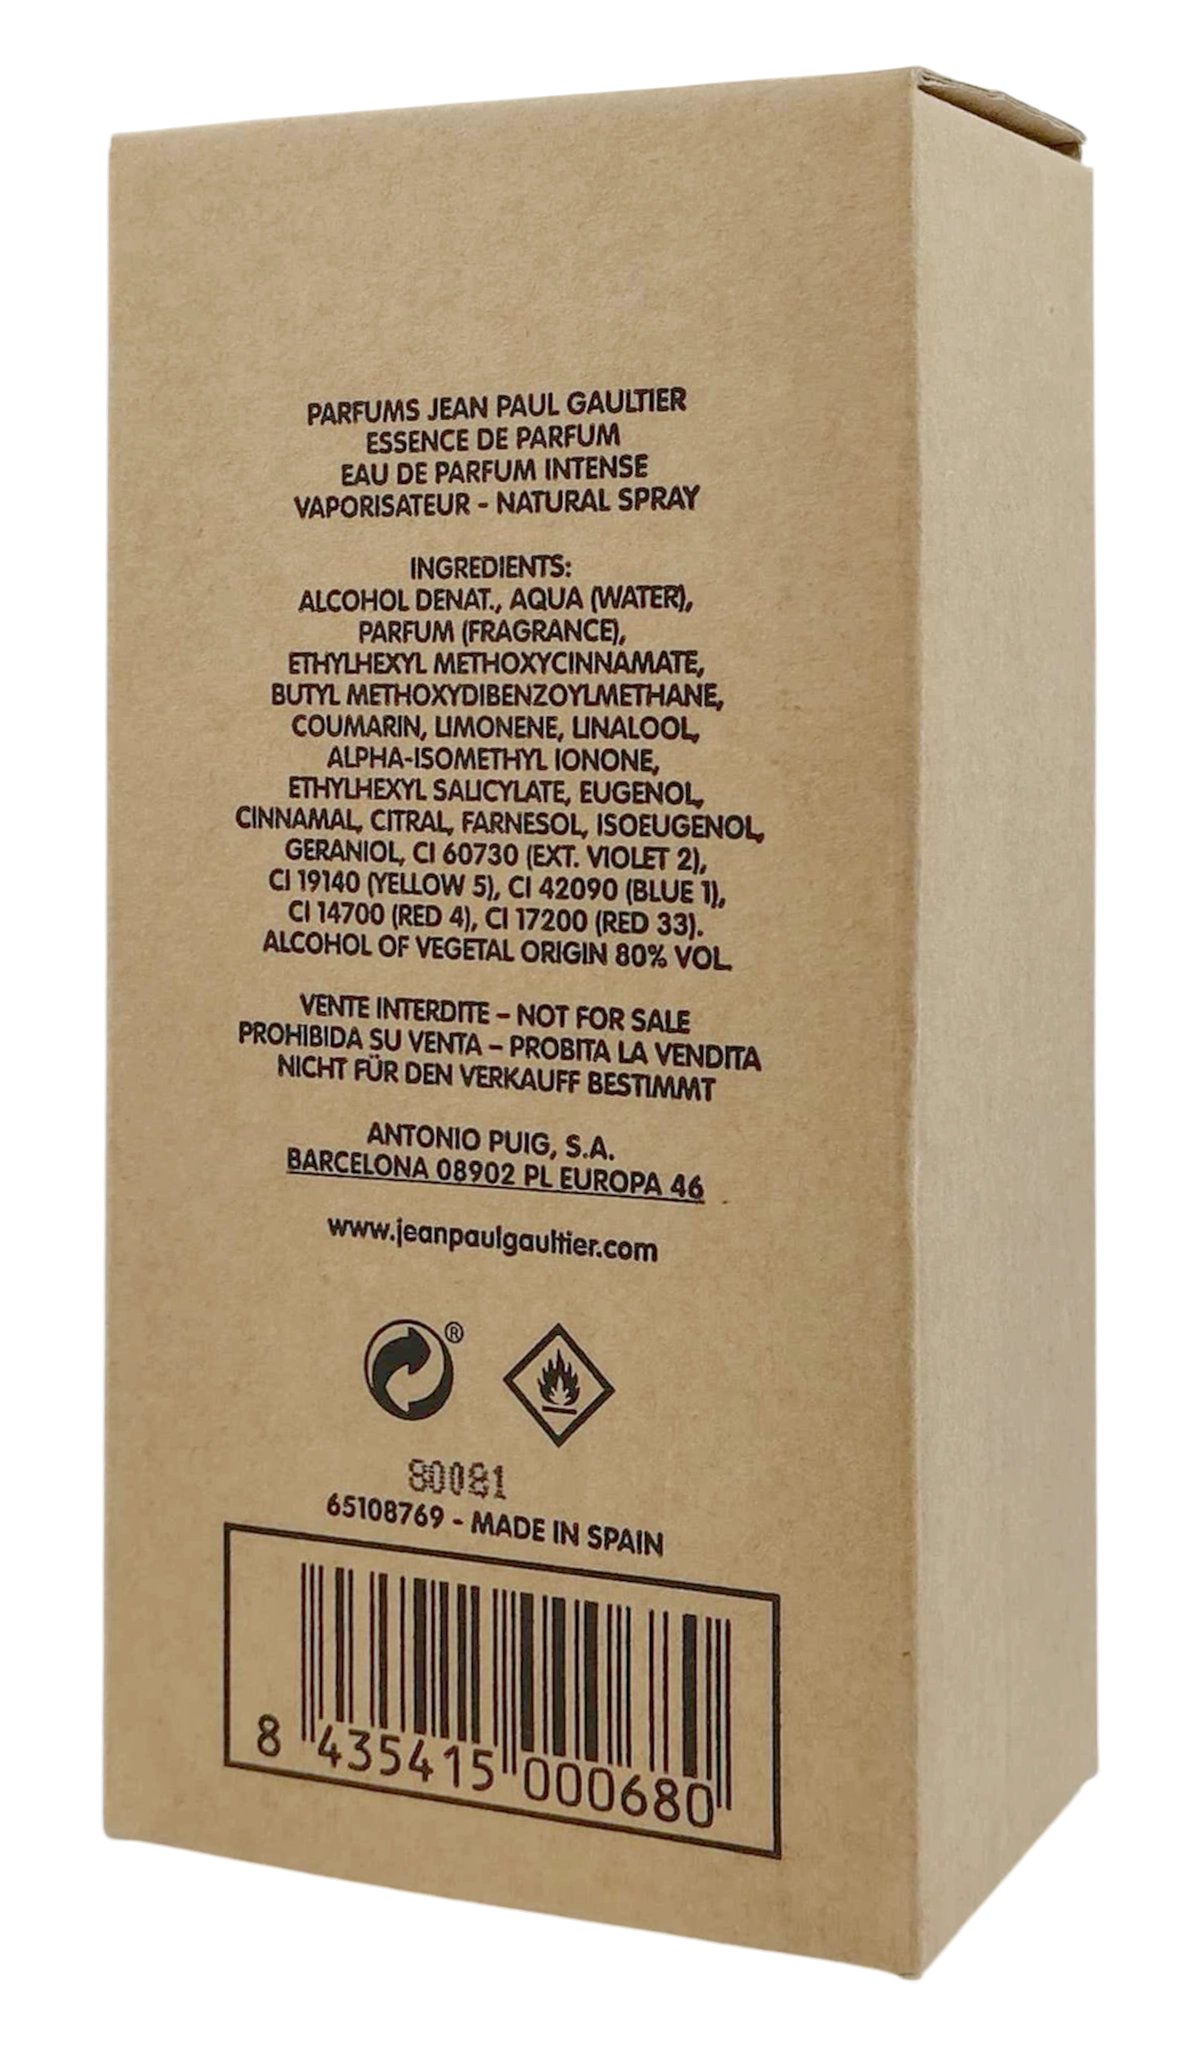 PARFUMS JEAN PAUL GAULTIER
ESSENCE DE PARFUM
EAU DE PARFUM INTENSE
VAPORISATEUR - NATURAL SPRAY
INGREDIENTS:
ALCOHOL DENAT., AQUA (WATER),
PARFUM (FRAGRANCE),
ETHYLHEXYL METHOXYCINNAMATE,
BUTYL METHOXYDIBENZOYLMETHANE,
COUMARIN, LIMONENE, LINALOOL,
ALPHA-ISOMETHYL IONONE,
ETHYLHEXYL SALICYLATE, EUGENOL,
CINNAMAL, CITRAL, FARNESOL, ISOEUGENOL,
GERANIOL, CI 60730 (EXT. VIOLET 2),
CI 19140 (YELLOW 5), CI 42090 (BLUE 1),
CI 14700 (RED 4), CI 17200 (RED 33).
ALCOHOL OF VEGETAL ORIGIN 80% VOL.
VENTE INTERDITE – NOT FOR SALE
PROHIBIDA SU VENTA – PROBITA LA VENDITA
NICHT FÜR DEN VERKAUFF BESTIMMT
ANTONIO PUIG, S.A.
BARCELONA 08902 PL EUROPA 46
www.jeanpaulgaultier.com
®
80081
65108769 - MADE IN SPAIN
8 435415 000680